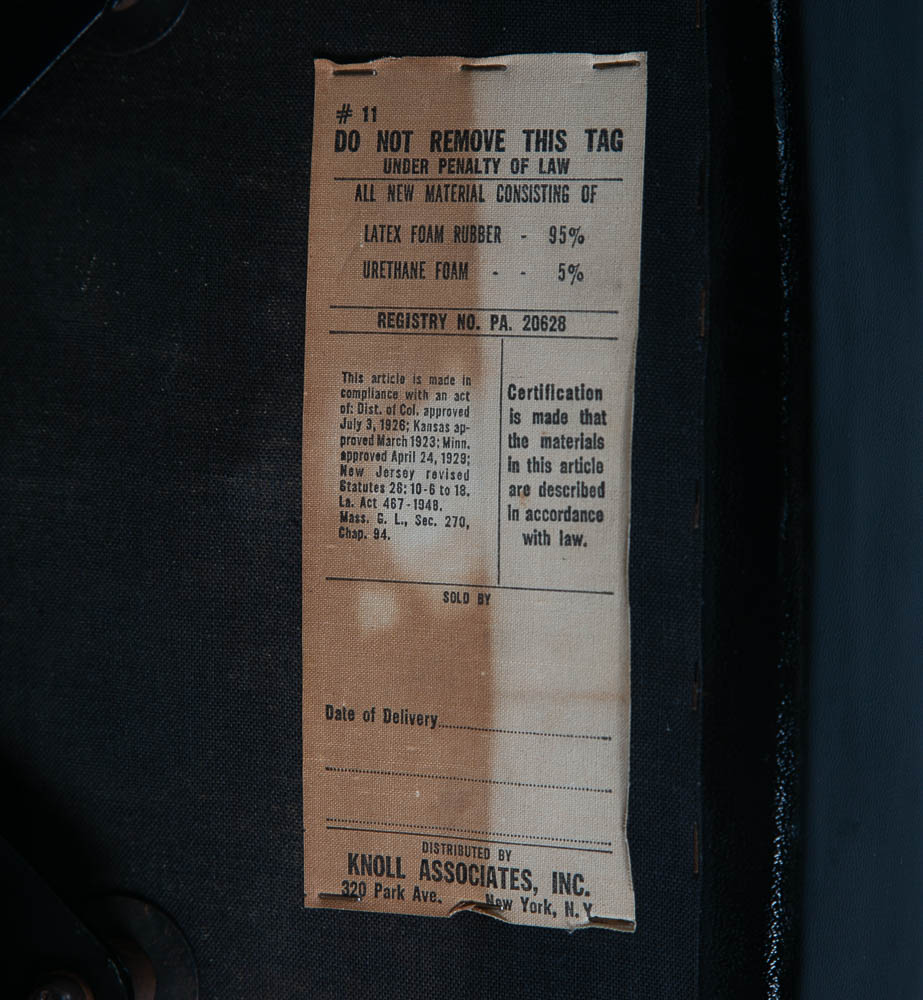 # 11
DO NOT REMOVE THIS TAG
UNDER PENALTY OF LAW
ALL NEW MATERIAL CONSISTING OF
LATEX FOAM RUBBER - 95%
URETHANE FOAM - - 5%
REGISTRY NO. PA. 20628
This article is made in
compliance with an act
of: Dist. of Col. approved
July 3, 1926; Kansas ap-
proved March 1923; Minn.
approved April 24, 1929;
New Jersey revised
Statutes 26: 10-6 to 18.
La. Act 467-1948.
Mass. G. L., Sec. 270,
Chap. 94.
Certification
is made that
the materials
in this article
are described
in accordance
with law.
SOLD BY
Date of Delivery
DISTRIBUTED BY
KNOLL ASSOCIATES, INC.
320 Park Ave. New York, N.Y.